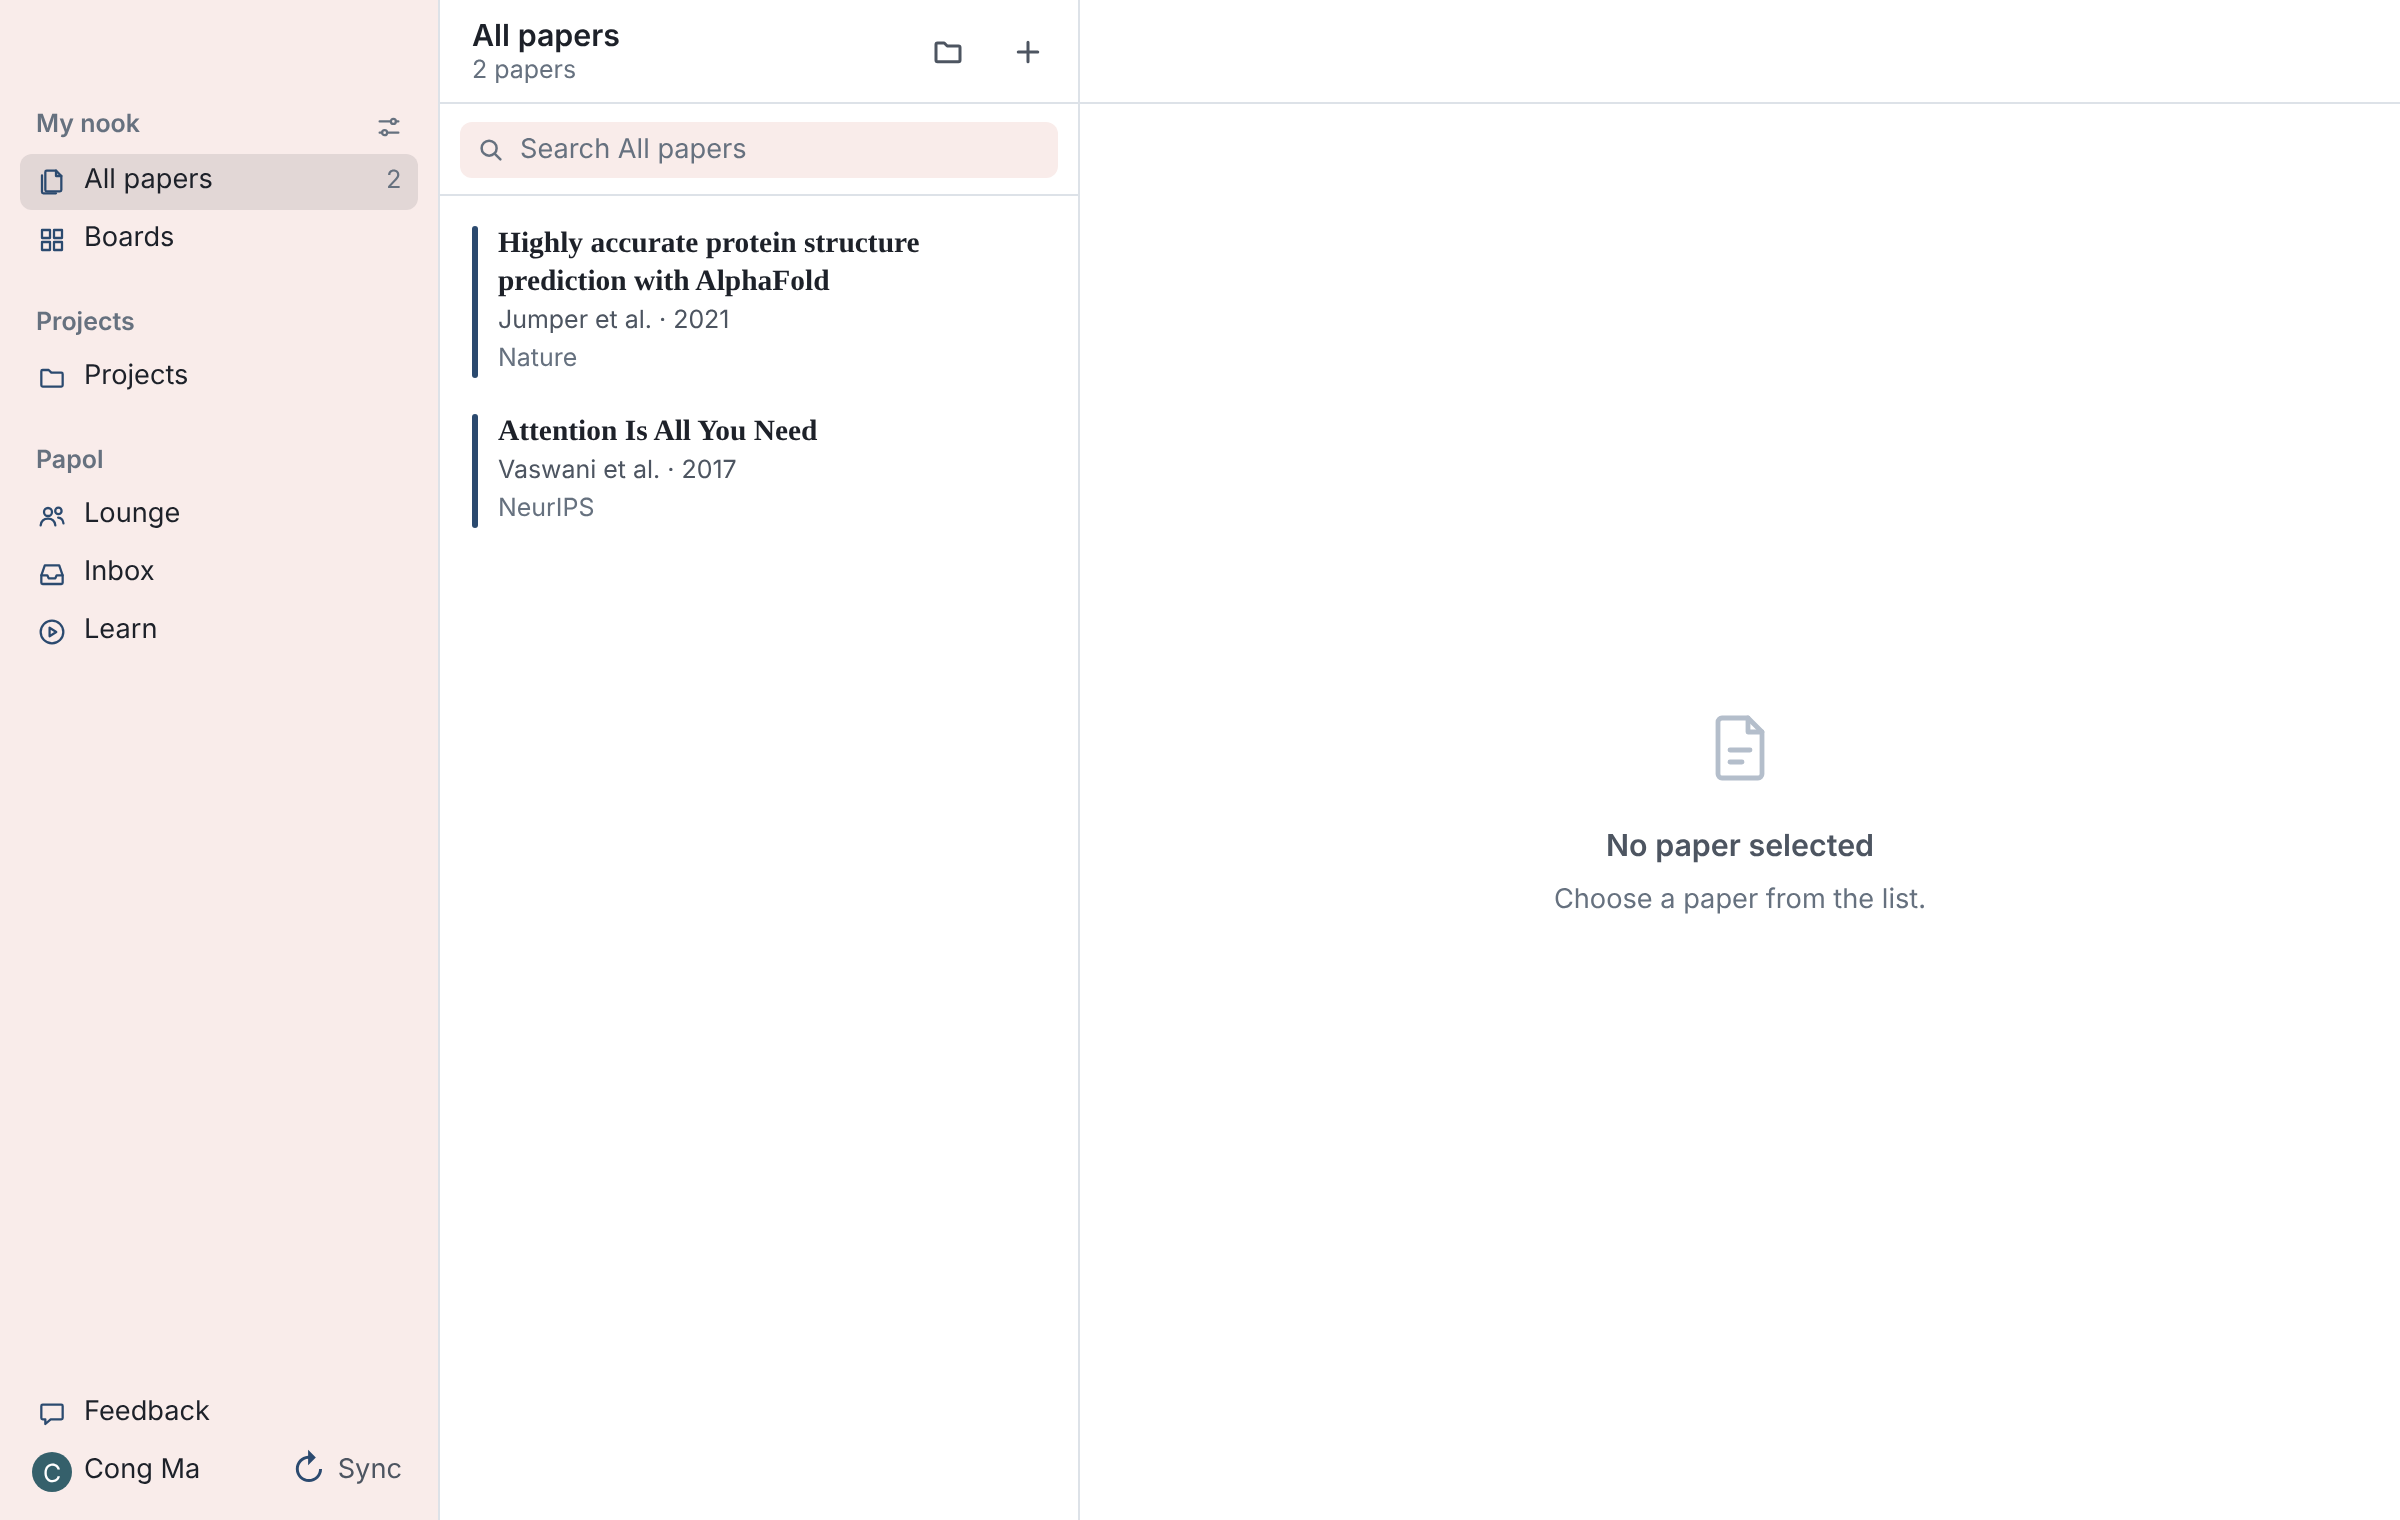 My nook
All papers 2
Boards
Projects
Projects
Papol
Lounge
Inbox
Learn
Feedback
C Cong Ma Sync
All papers
2 papers
Search All papers
Highly accurate protein structure
prediction with AlphaFold
Jumper et al. · 2021
Nature
Attention Is All You Need
Vaswani et al. · 2017
NeurIPS
No paper selected
Choose a paper from the list.